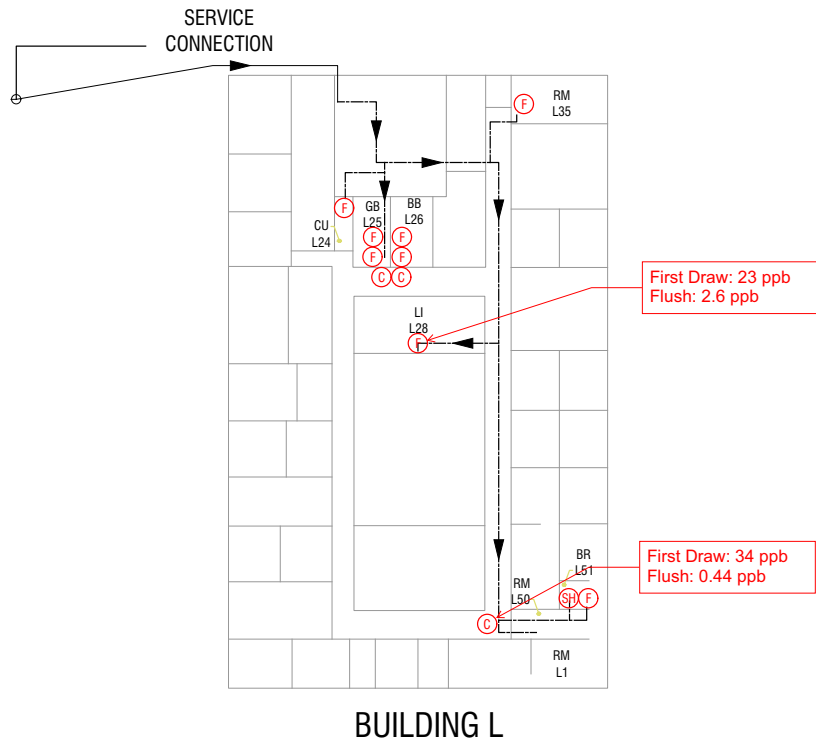 SERVICE
CONNECTION
F
RM
L35
F
CU
L24
GB
L25
BB
L26
F
F
F
F
C
C
First Draw: 23 ppb
Flush: 2.6 ppb
LI
L28
F
First Draw: 34 ppb
Flush: 0.44 ppb
BR
L51
RM
L50
SH
F
C
RM
L1
BUILDING L